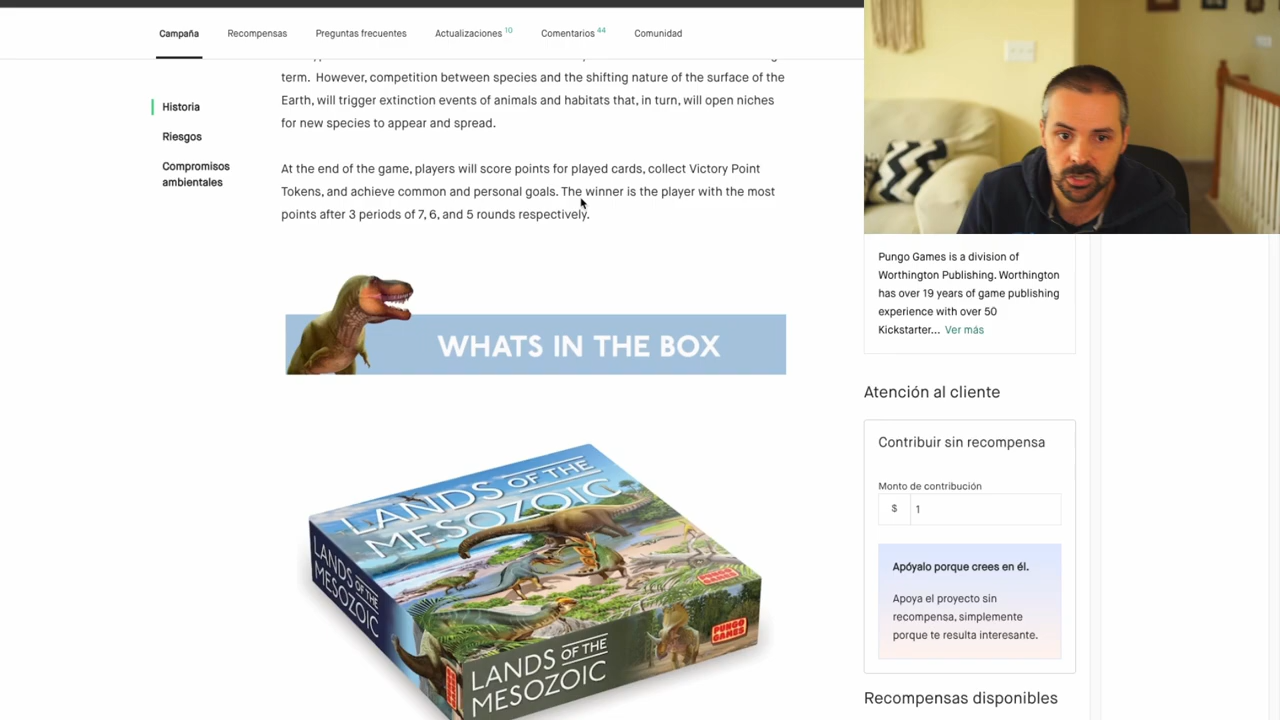 Campaña
Recompensas
Preguntas frecuentes
Actualizaciones 10
Comentarios 44
Comunidad
Historia
Riesgos
Compromisos
ambientales
term. However, competition between species and the shifting nature of the surface of the
Earth, will trigger extinction events of animals and habitats that, in turn, will open niches
for new species to appear and spread.
At the end of the game, players will score points for played cards, collect Victory Point
Tokens, and achieve common and personal goals. The winner is the player with the most
points after 3 periods of 7, 6, and 5 rounds respectively.
WHATS IN THE BOX
LANDS OF THE
MESOZOIC
LANDS OF THE
MESOZOIC
LANDS OF THE
MESOZOIC
PUNGO
GAMES
Pungo Games is a division of
Worthington Publishing. Worthington
has over 19 years of game publishing
experience with over 50
Kickstarter... Ver más
Atención al cliente
Contribuir sin recompensa
Monto de contribución
$ 1
Apóyalo porque crees en él.
Apoya el proyecto sin
recompensa, simplemente
porque te resulta interesante.
Recompensas disponibles